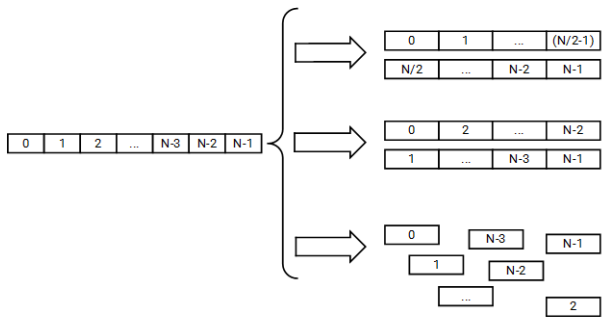 0 1 2 ... N-3 N-2 N-1
0 1 ... (N/2-1)
N/2 ... N-2 N-1
0 2 ... N-2
1 ... N-3 N-1
0 N-3 N-1
1 N-2
... 2